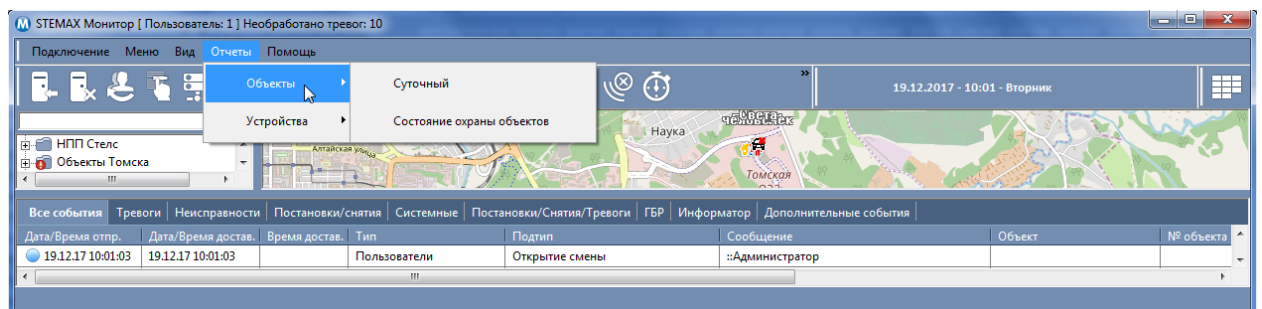 STEMAX Монитор [ Пользователь: 1 ] Необработано тревог: 10
Подключение Меню Вид Отчеты Помощь
Объекты Суточный
Устройства Состояние охраны объектов
19.12.2017 - 10:01 - Вторник
НПП Стелс
Объекты Томска
Алтайская улица
Наука
Томская
Все события Тревоги Неисправности Постановки/снятия Системные Постановки/Снятия/Тревоги ГБР Информатор Дополнительные события
Дата/Время отпр. Дата/Время достав. Время достав. Тип Подтип Сообщение Объект № объекта
19.12.17 10:01:03 19.12.17 10:01:03 Пользователи Открытие смены ::Администратор